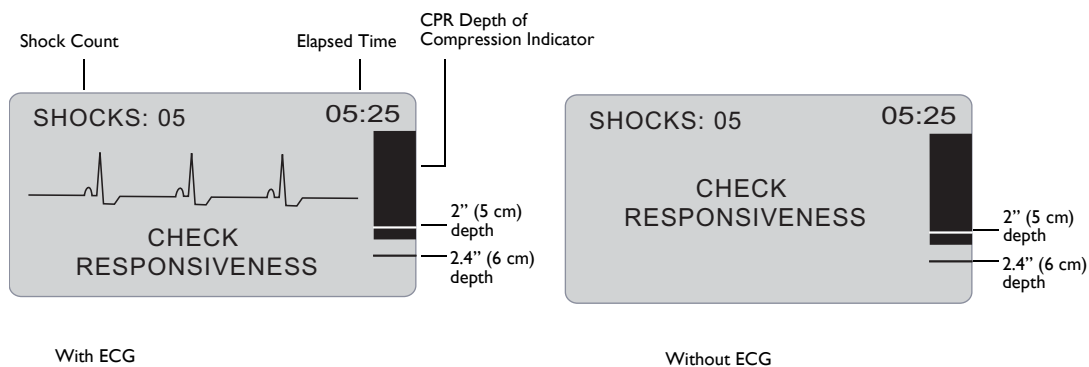 CPR Depth of
Compression Indicator
Shock Count
Elapsed Time
SHOCKS: 05
05:25
CHECK
RESPONSIVENESS
2” (5 cm)
depth
2.4” (6 cm)
depth
With ECG
SHOCKS: 05
05:25
CHECK
RESPONSIVENESS
2” (5 cm)
depth
2.4” (6 cm)
depth
Without ECG